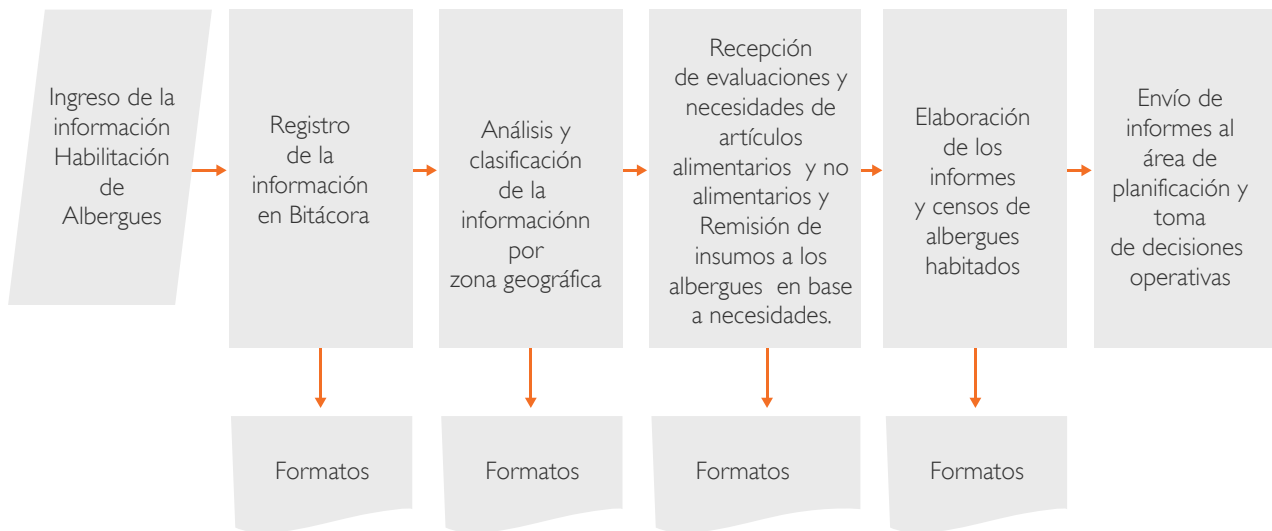 Ingreso de la
información
Habilitación
de
Albergues
Registro
de la
información
en Bitácora
Análisis y
clasificación
de la
informaciónn
por
zona geográfica
Recepción
de evaluaciones y
necesidades de
artículos
alimentarios y no
alimentarios y
Remisión de
insumos a los
albergues en base
a necesidades.
Elaboración
de los
informes
y censos de
albergues
habitados
Envío de
informes al
área de
planificación y
toma
de decisiones
operativas
Formatos
Formatos
Formatos
Formatos